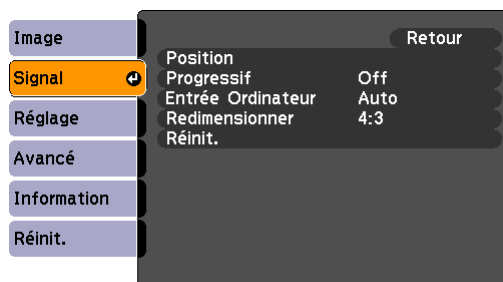 Image
Signal
Réglage
Avancé
Information
Réinit.
Retour
Position
Progressif Off
Entrée Ordinateur Auto
Redimensionner 4:3
Réinit.